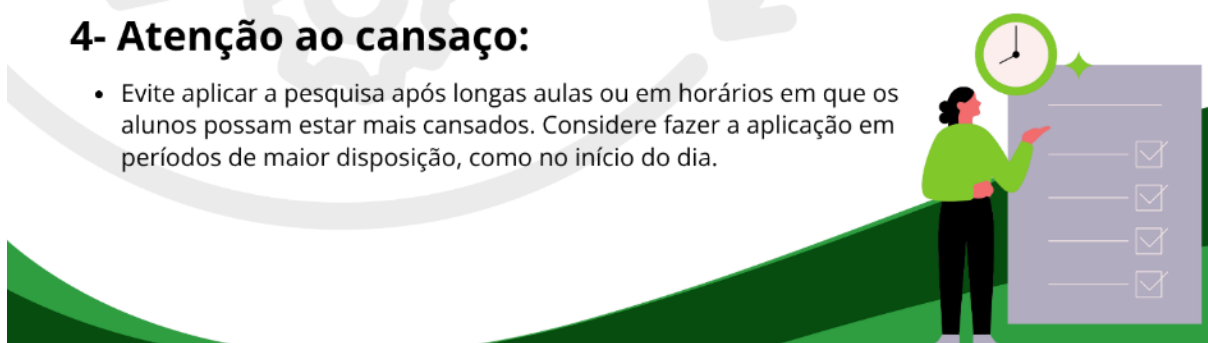 4- Atenção ao cansaço:
• Evite aplicar a pesquisa após longas aulas ou em horários em que os
alunos possam estar mais cansados. Considere fazer a aplicação em
períodos de maior disposição, como no início do dia.